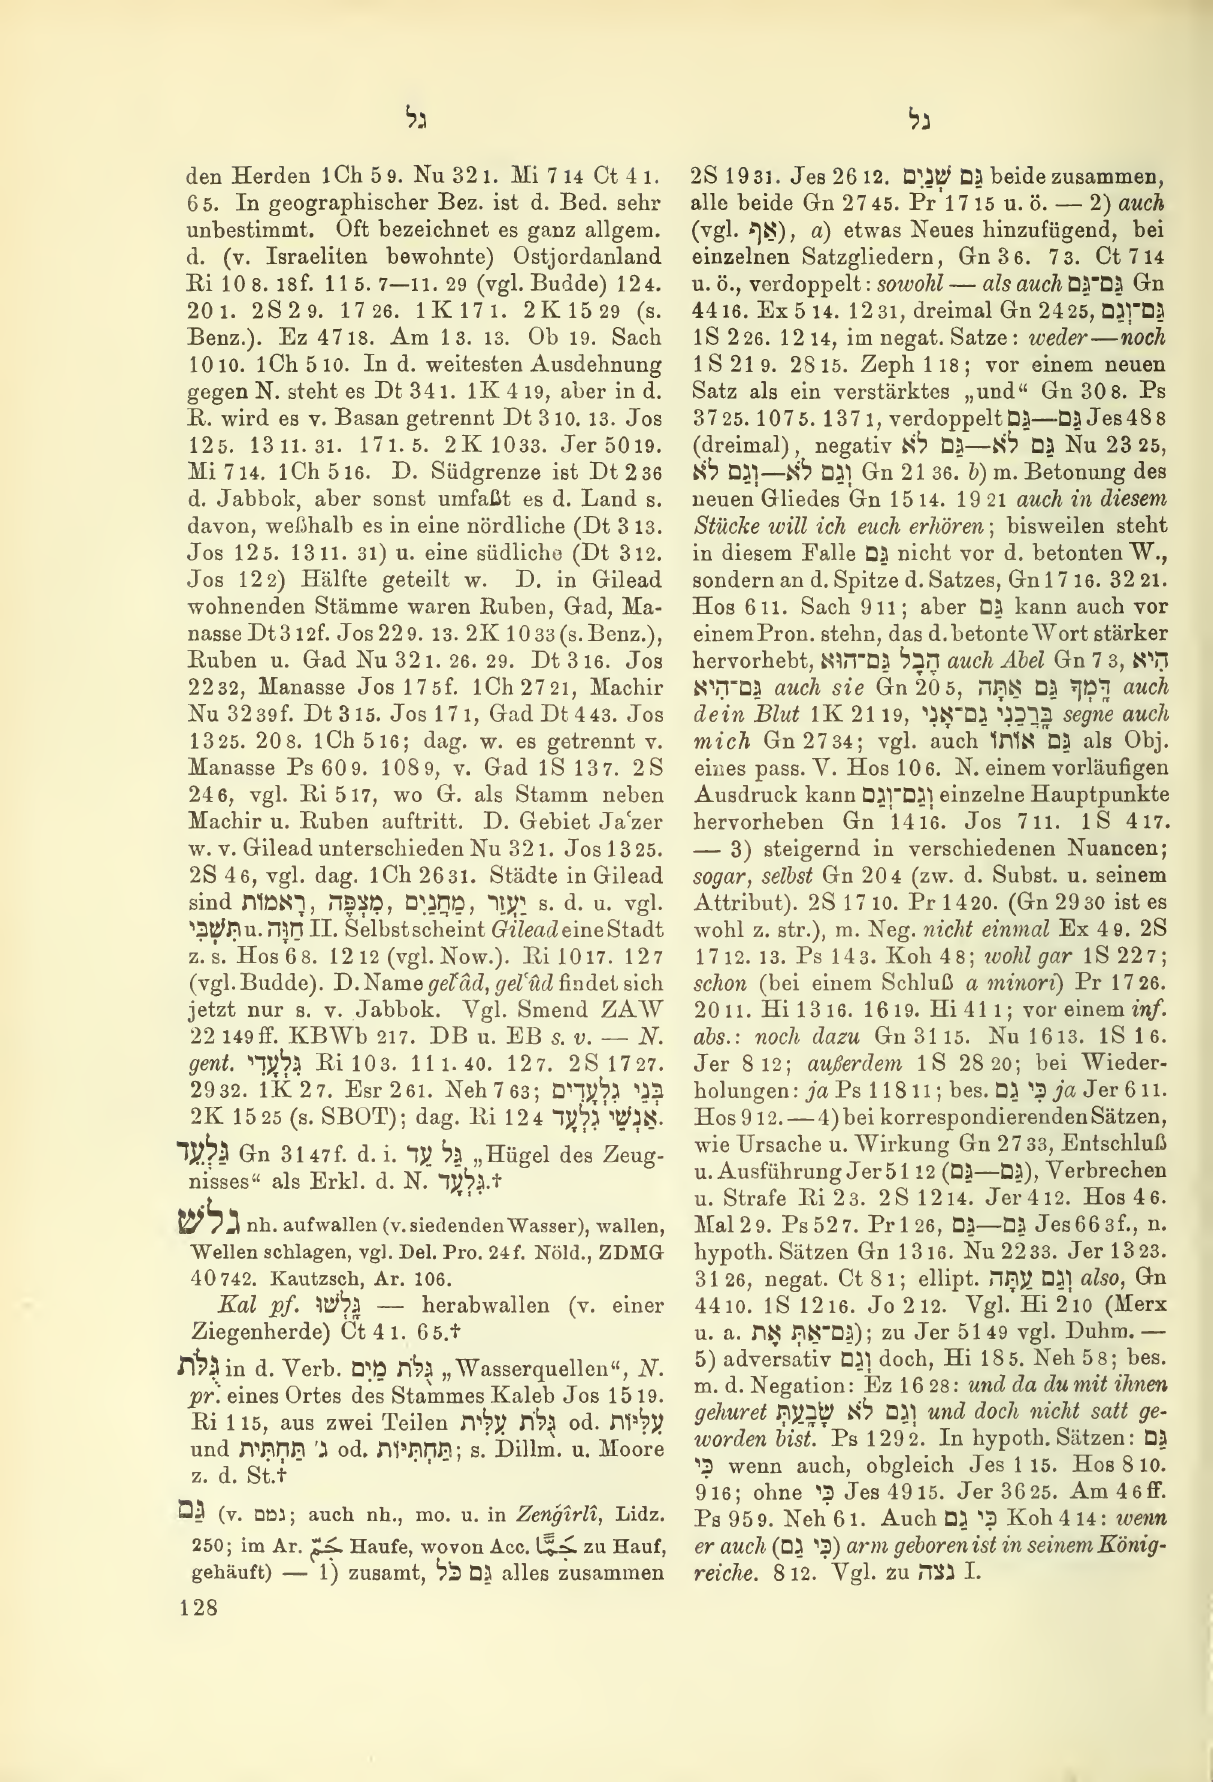 גל
גל
den Herden 1Ch 5 9. Nu 32 1. Mi 7 14 Ct 4 1.
6 5. In geographischer Bez. ist d. Bed. sehr
unbestimmt. Oft bezeichnet es ganz allgem.
d. (v. Israeliten bewohnte) Ostjordanland
Ri 10 8. 18f. 11 5. 7—11. 29 (vgl. Budde) 12 4.
20 1. 2S 2 9. 17 26. 1K 17 1. 2K 15 29 (s.
Benz.). Ez 47 18. Am 1 3. 13. Ob 19. Sach
10 10. 1Ch 5 10. In d. weitesten Ausdehnung
gegen N. steht es Dt 34 1. 1K 4 19, aber in d.
R. wird es v. Basan getrennt Dt 3 10. 13. Jos
12 5. 13 11. 31. 17 1. 5. 2K 10 33. Jer 50 19.
Mi 7 14. 1Ch 5 16. D. Südgrenze ist Dt 2 36
d. Jabbok, aber sonst umfaßt es d. Land s.
davon, weßhalb es in eine nördliche (Dt 3 13.
Jos 12 5. 13 11. 31) u. eine südliche (Dt 3 12.
Jos 12 2) Hälfte geteilt w. D. in Gilead
wohnenden Stämme waren Ruben, Gad, Ma-
nasse Dt 3 12f. Jos 22 9. 13. 2K 10 33 (s. Benz.),
Ruben u. Gad Nu 32 1. 26. 29. Dt 3 16. Jos
22 32, Manasse Jos 17 5f. 1Ch 27 21, Machir
Nu 32 39f. Dt 3 15. Jos 17 1, Gad Dt 4 43. Jos
13 25. 20 8. 1Ch 5 16; dag. w. es getrennt v.
Manasse Ps 60 9. 108 9, v. Gad 1S 13 7. 2S
24 6, vgl. Ri 5 17, wo G. als Stamm neben
Machir u. Ruben auftritt. D. Gebiet Jaʿzer
w. v. Gilead unterschieden Nu 32 1. Jos 13 25.
2S 4 6, vgl. dag. 1Ch 26 31. Städte in Gilead
sind יַעְזֵר, מַחֲנַיִם, מִצְפֶּה, רָאמוֹת s. d. u. vgl.
תִּשְׁבִּי u. חַוָּה II. Selbst scheint Gilead eine Stadt
z. s. Hos 6 8. 12 12 (vgl. Now.). Ri 10 17. 12 7
(vgl. Budde). D. Name gelʿâd, gelʿûd findet sich
jetzt nur s. v. Jabbok. Vgl. Smend ZAW
22 149ff. KBWb 217. DB u. EB s. v. — N.
gent. גִּלְעָדִי Ri 10 3. 11 1. 40. 12 7. 2S 17 27.
29 32. 1K 2 7. Esr 2 61. Neh 7 63; בְּנֵי גִלְעָדִים
2K 15 25 (s. SBOT); dag. Ri 12 4 אַנְשֵׁי גִלְעָד.
גַּלְעֵד Gn 31 47f. d. i. גַּל עֵד „Hügel des Zeug-
nisses“ als Erkl. d. N. גִּלְעָד.†
גלשׁ nh. aufwallen (v. siedenden Wasser), wallen,
Wellen schlagen, vgl. Del. Pro. 24f. Nöld., ZDMG
40 742. Kautzsch, Ar. 106.
Kal pf. גָּלְשׁוּ — herabwallen (v. einer
Ziegenherde) Ct 4 1. 6 5.†
גֻּלֹּת in d. Verb. גֻּלֹּת מַיִם „Wasserquellen“, N.
pr. eines Ortes des Stammes Kaleb Jos 15 19.
Ri 1 15, aus zwei Teilen גֻּלֹּת עִלִּית od. עִלִּיּוֹת
und ג׳ תַּחְתִּית od. תַּחְתִּיּוֹת; s. Dillm. u. Moore
z. d. St.†
גַּם (v. גמם; auch nh., mo. u. in Zenǵîrlî, Lidz.
250; im Ar. جَمّ Haufe, wovon Acc. جَمًّا zu Hauf,
gehäuft) — 1) zusamt, גַּם כֹּל alles zusammen
128
2S 19 31. Jes 26 12. גַּם שְׁנַיִם beide zusammen,
alle beide Gn 27 45. Pr 17 15 u. ö. — 2) auch
(vgl. אַף), a) etwas Neues hinzufügend, bei
einzelnen Satzgliedern, Gn 3 6. 7 3. Ct 7 14
u. ö., verdoppelt: sowohl — als auch גַּם־גַּם Gn
44 16. Ex 5 14. 12 31, dreimal Gn 24 25, גַּם־וְגַם
1S 2 26. 12 14, im negat. Satze: weder—noch
1S 21 9. 28 15. Zeph 1 18; vor einem neuen
Satz als ein verstärktes „und“ Gn 30 8. Ps
37 25. 107 5. 137 1, verdoppelt גַּם—גַּם Jes 48 8
(dreimal), negativ גַּם לֹא—גַּם לֹא Nu 23 25,
וְגַם לֹא—וְגַם לֹא Gn 21 36. b) m. Betonung des
neuen Gliedes Gn 15 14. 19 21 auch in diesem
Stücke will ich euch erhören; bisweilen steht
in diesem Falle גַּם nicht vor d. betonten W.,
sondern an d. Spitze d. Satzes, Gn 17 16. 32 21.
Hos 6 11. Sach 9 11; aber גַּם kann auch vor
einem Pron. stehn, das d. betonte Wort stärker
hervorhebt, הֶבֶל גַּם־הוּא auch Abel Gn 7 3, הִיא
גַם־הִיא auch sie Gn 20 5, דָּמְךָ גַּם אַתָּה auch
dein Blut 1K 21 19, בָּרֲכֵנִי גַם־אָנִי segne auch
mich Gn 27 34; vgl. auch גַּם אוֹתוֹ als Obj.
eines pass. V. Hos 10 6. N. einem vorläufigen
Ausdruck kann וְגַם־וְגַם einzelne Hauptpunkte
hervorheben Gn 14 16. Jos 7 11. 1S 4 17.
— 3) steigernd in verschiedenen Nuancen;
sogar, selbst Gn 20 4 (zw. d. Subst. u. seinem
Attribut). 2S 17 10. Pr 14 20. (Gn 29 30 ist es
wohl z. str.), m. Neg. nicht einmal Ex 4 9. 2S
17 12. 13. Ps 14 3. Koh 4 8; wohl gar 1S 22 7;
schon (bei einem Schluß a minori) Pr 17 26.
20 11. Hi 13 16. 16 19. Hi 41 1; vor einem inf.
abs.: noch dazu Gn 31 15. Nu 16 13. 1S 1 6.
Jer 8 12; außerdem 1S 28 20; bei Wieder-
holungen: ja Ps 118 11; bes. כִּי גַם ja Jer 6 11.
Hos 9 12. — 4) bei korrespondierenden Sätzen,
wie Ursache u. Wirkung Gn 27 33, Entschluß
u. Ausführung Jer 51 12 (גַּם—גַּם), Verbrechen
u. Strafe Ri 2 3. 2S 12 14. Jer 4 12. Hos 4 6.
Mal 2 9. Ps 52 7. Pr 1 26, גַּם—גַּם Jes 66 3f., n.
hypoth. Sätzen Gn 13 16. Nu 22 33. Jer 13 23.
31 26, negat. Ct 8 1; ellipt. וְגַם עַתָּה also, Gn
44 10. 1S 12 16. Jo 2 12. Vgl. Hi 2 10 (Merx
u. a. גַּם־אַתְּ אֵת); zu Jer 51 49 vgl. Duhm. —
5) adversativ וְגַם doch, Hi 18 5. Neh 5 8; bes.
m. d. Negation: Ez 16 28: und da du mit ihnen
gehuret וְגַם לֹא שָׂבָעַתְּ und doch nicht satt ge-
worden bist. Ps 129 2. In hypoth. Sätzen: גַּם
כִּי wenn auch, obgleich Jes 1 15. Hos 8 10.
9 16; ohne כִּי Jes 49 15. Jer 36 25. Am 4 6ff.
Ps 95 9. Neh 6 1. Auch כִּי גַם Koh 4 14: wenn
er auch (כִּי גַם) arm geboren ist in seinem König-
reiche. 8 12. Vgl. zu נצה I.